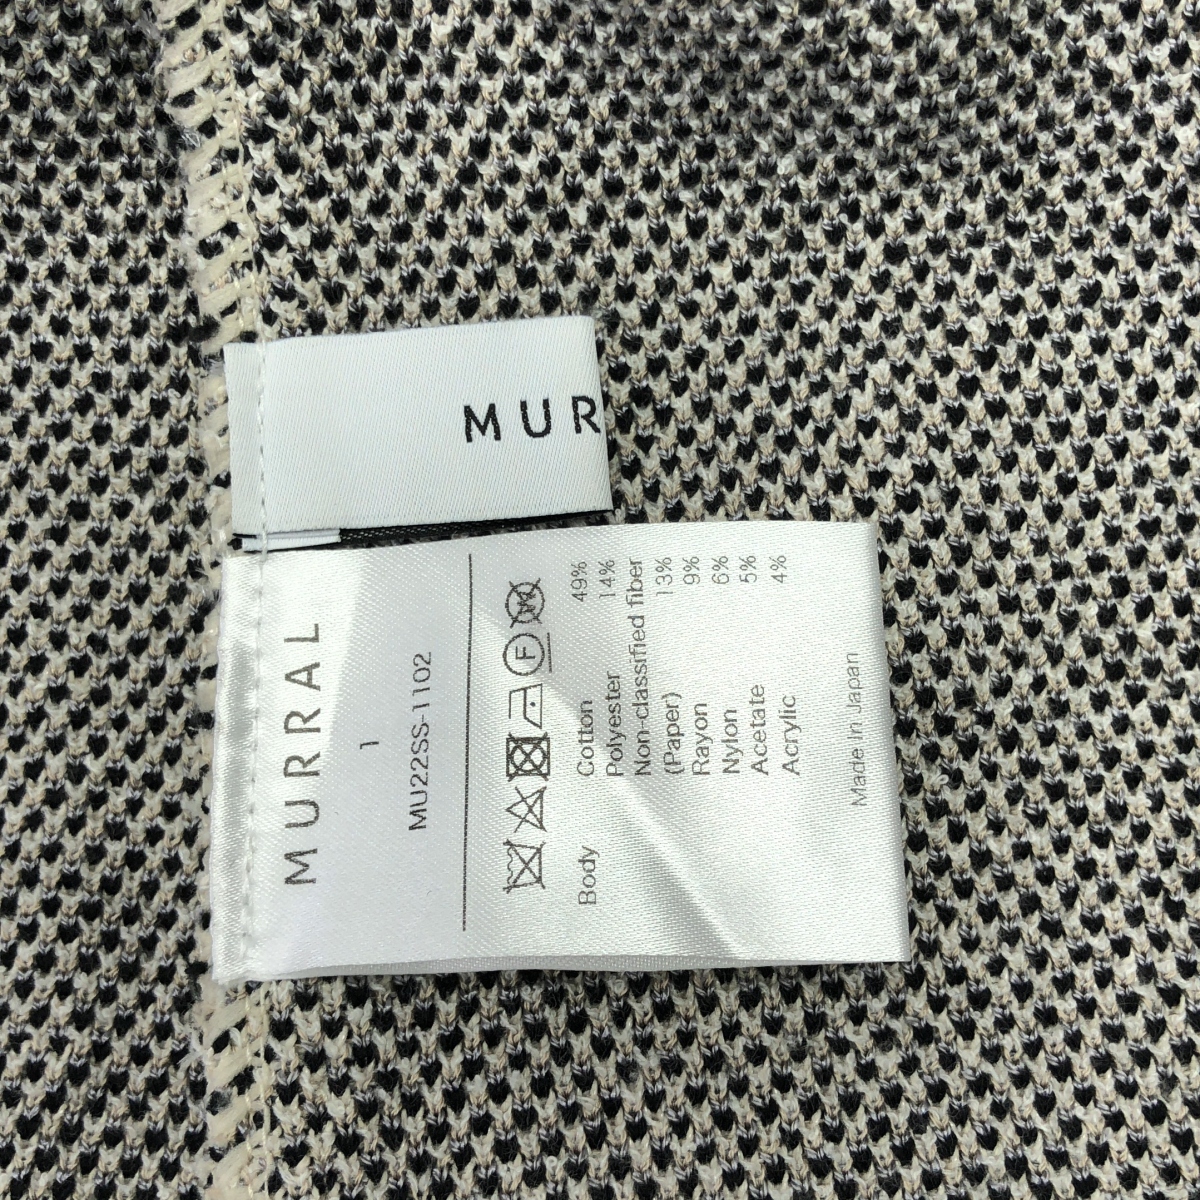 MUR
MURRAL
1
MU22SS-1102
F
W
Body Cotton 49%
Polyester 14%
Non-classified fiber
(Paper) 13%
Rayon 9%
Nylon 6%
Acetate 5%
Acrylic 4%
Made in Japan